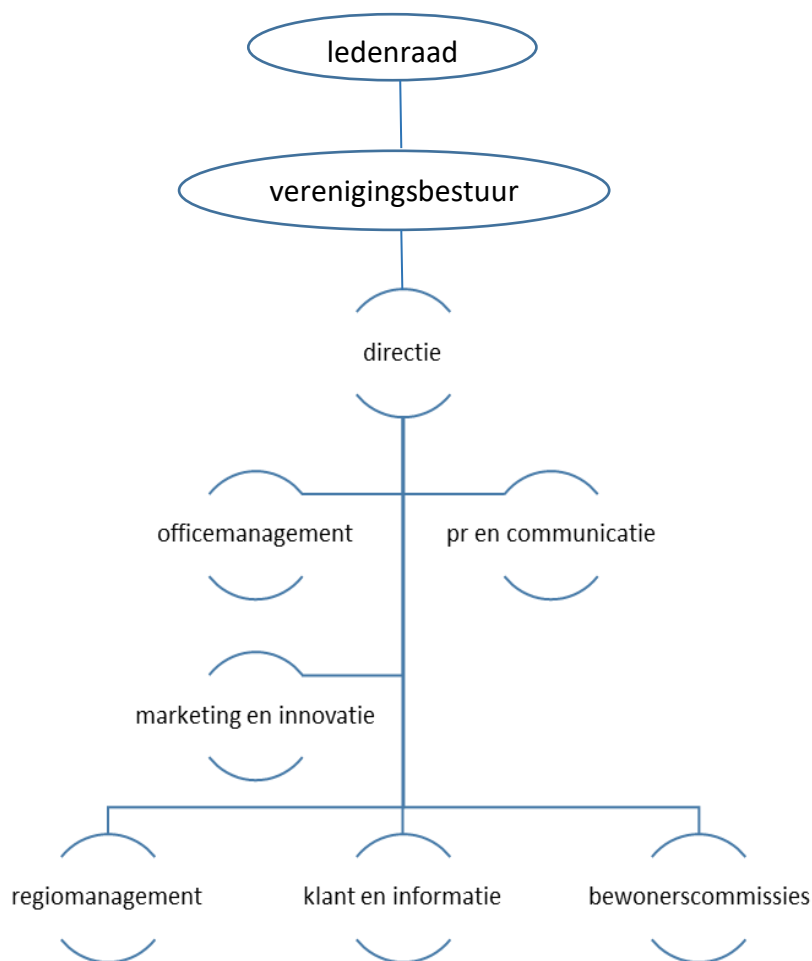 ledenraad
verenigingsbestuur
directie
officemanagement
pr en communicatie
marketing en innovatie
regiomanagement
klant en informatie
bewonerscommissies